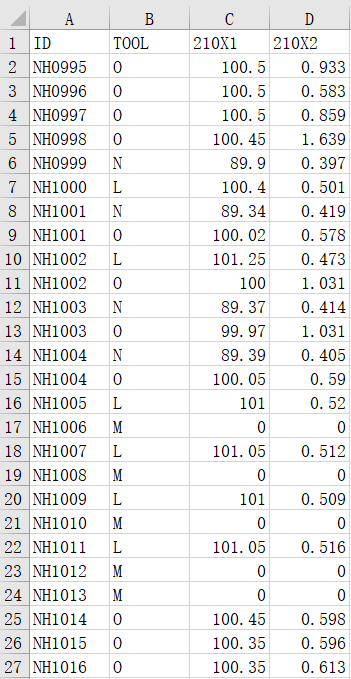 A B C D
1 ID TOOL 210X1 210X2
2 NH0995 O 100.5 0.933
3 NH0996 O 100.5 0.583
4 NH0997 O 100.5 0.859
5 NH0998 O 100.45 1.639
6 NH0999 N 89.9 0.397
7 NH1000 L 100.4 0.501
8 NH1001 N 89.34 0.419
9 NH1001 O 100.02 0.578
10 NH1002 L 101.25 0.473
11 NH1002 O 100 1.031
12 NH1003 N 89.37 0.414
13 NH1003 O 99.97 1.031
14 NH1004 N 89.39 0.405
15 NH1004 O 100.05 0.59
16 NH1005 L 101 0.52
17 NH1006 M 0 0
18 NH1007 L 101.05 0.512
19 NH1008 M 0 0
20 NH1009 L 101 0.509
21 NH1010 M 0 0
22 NH1011 L 101.05 0.516
23 NH1012 M 0 0
24 NH1013 M 0 0
25 NH1014 O 100.45 0.598
26 NH1015 O 100.35 0.596
27 NH1016 O 100.35 0.613